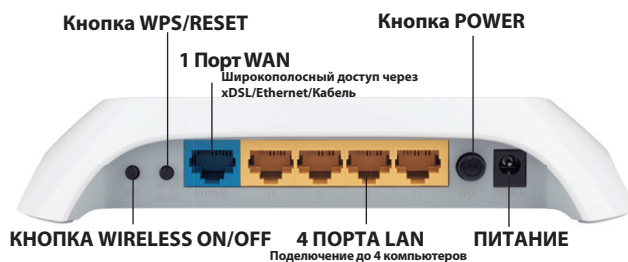 Кнопка WPS/RESET
Кнопка POWER
1 Порт WAN
Широкополосный доступ через
xDSL/Ethernet/Кабель
КНОПКА WIRELESS ON/OFF
4 ПОРТА LAN
Подключение до 4 компьютеров
ПИТАНИЕ